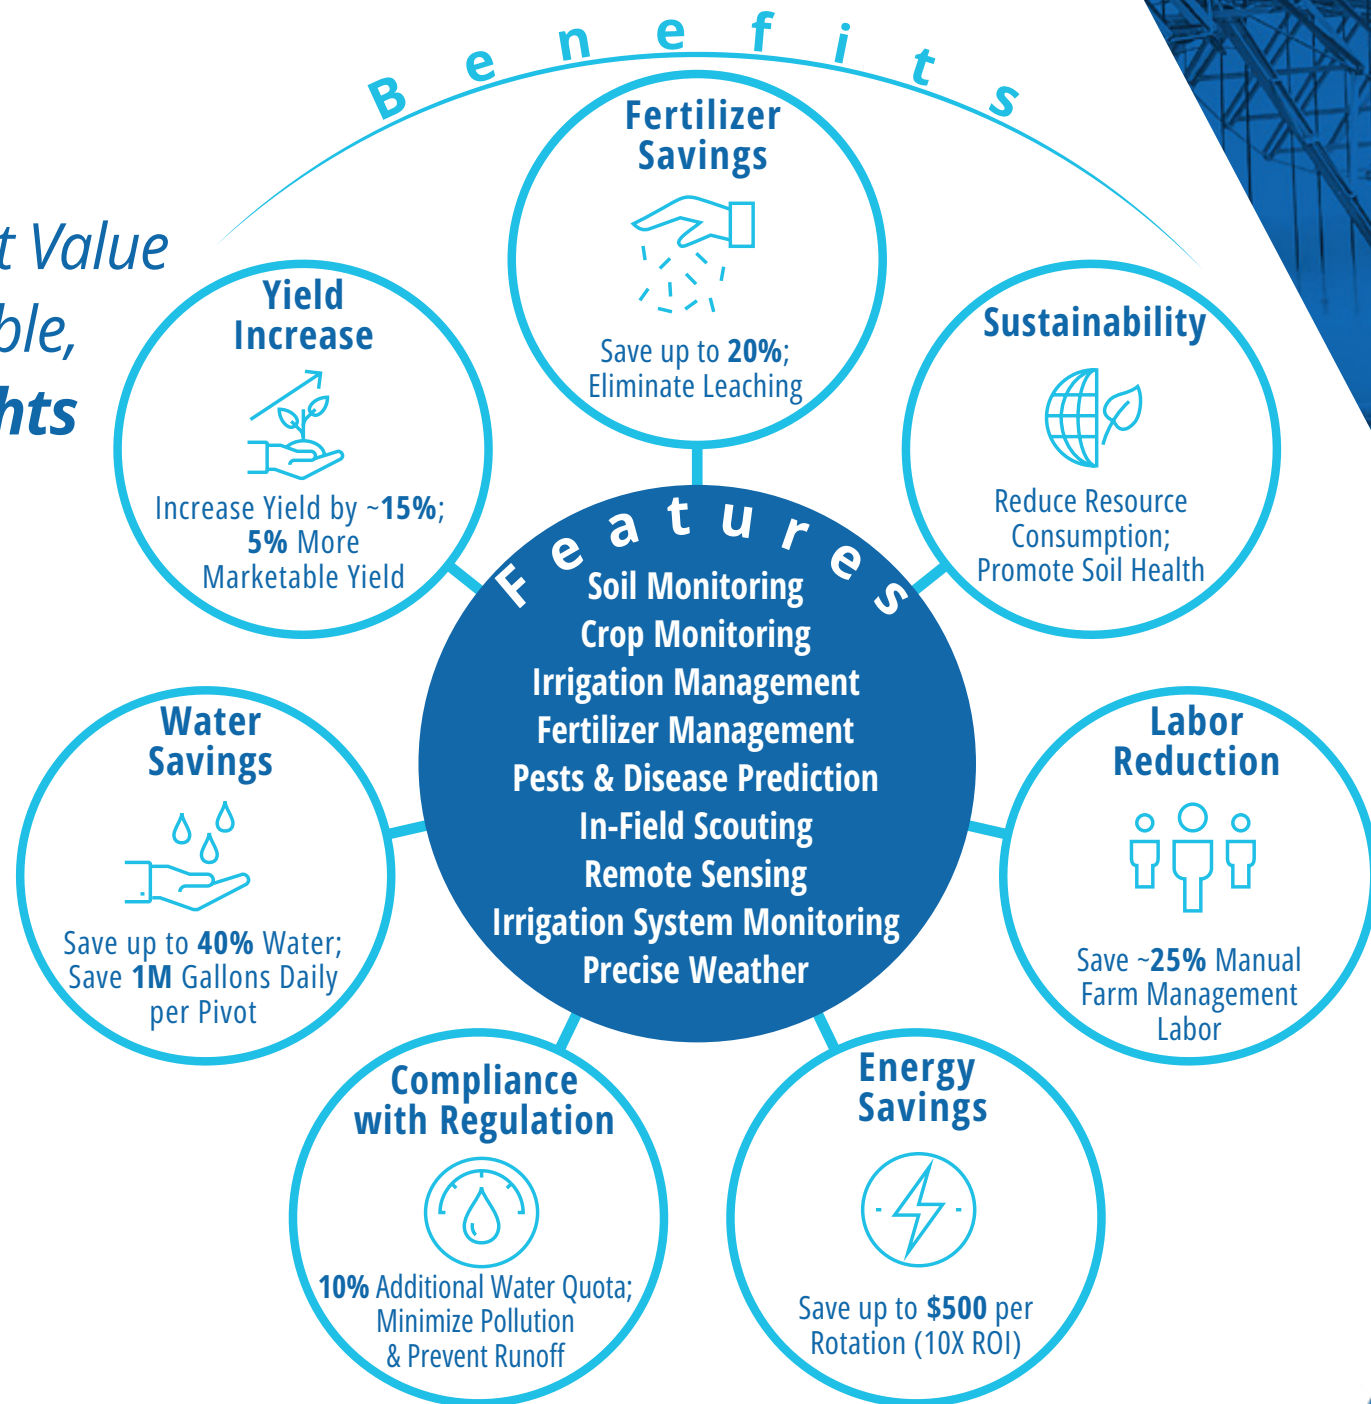 Benefits
t Value
ble,
hts
Fertilizer
Savings
Save up to 20%;
Eliminate Leaching
Yield
Increase
Increase Yield by ~15%;
5% More
Marketable Yield
Sustainability
Reduce Resource
Consumption;
Promote Soil Health
Features
Soil Monitoring
Crop Monitoring
Irrigation Management
Fertilizer Management
Pests & Disease Prediction
In-Field Scouting
Remote Sensing
Irrigation System Monitoring
Precise Weather
Water
Savings
Save up to 40% Water;
Save 1M Gallons Daily
per Pivot
Labor
Reduction
Save ~25% Manual
Farm Management
Labor
Compliance
with Regulation
10% Additional Water Quota;
Minimize Pollution
& Prevent Runoff
Energy
Savings
Save up to $500 per
Rotation (10X ROI)